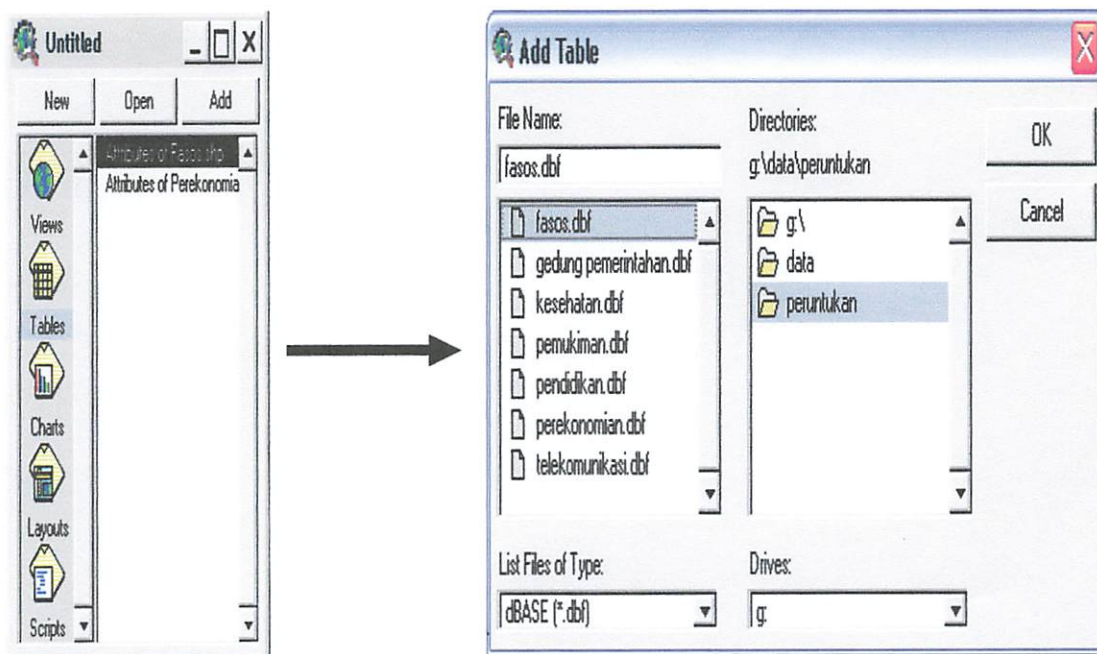 Untitled
New Open Add
Attributes of Fasos.shp
Attributes of Perekonomia
Views
Tables
Charts
Layouts
Scripts
Add Table
File Name:
fasos.dbf
fasos.dbf
gedung pemerintahan.dbf
kesehatan.dbf
pemukiman.dbf
pendidikan.dbf
perekonomian.dbf
telekomunikasi.dbf
List Files of Type:
dBASE (*.dbf)
Directories:
g:\data\peruntukan
g:\
data
peruntukan
Drives:
g:
OK
Cancel